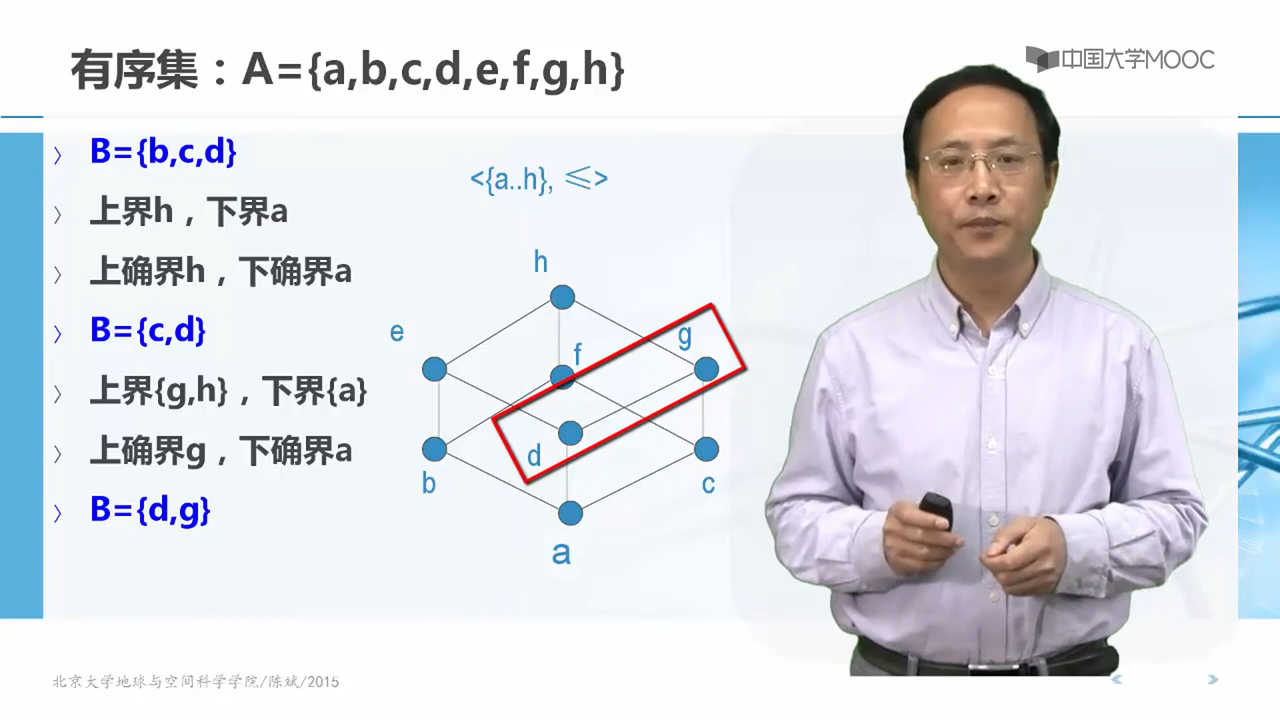 有序集：A={a,b,c,d,e,f,g,h}
中国大学MOOC
〉 B={b,c,d}
〉 上界h，下界a
〉 上确界h，下确界a
〉 B={c,d}
〉 上界{g,h}，下界{a}
〉 上确界g，下确界a
〉 B={d,g}
<{a..h}, ≤>
h
e
g
f
d
b
c
a
北京大学地球与空间科学学院/陈斌/2015